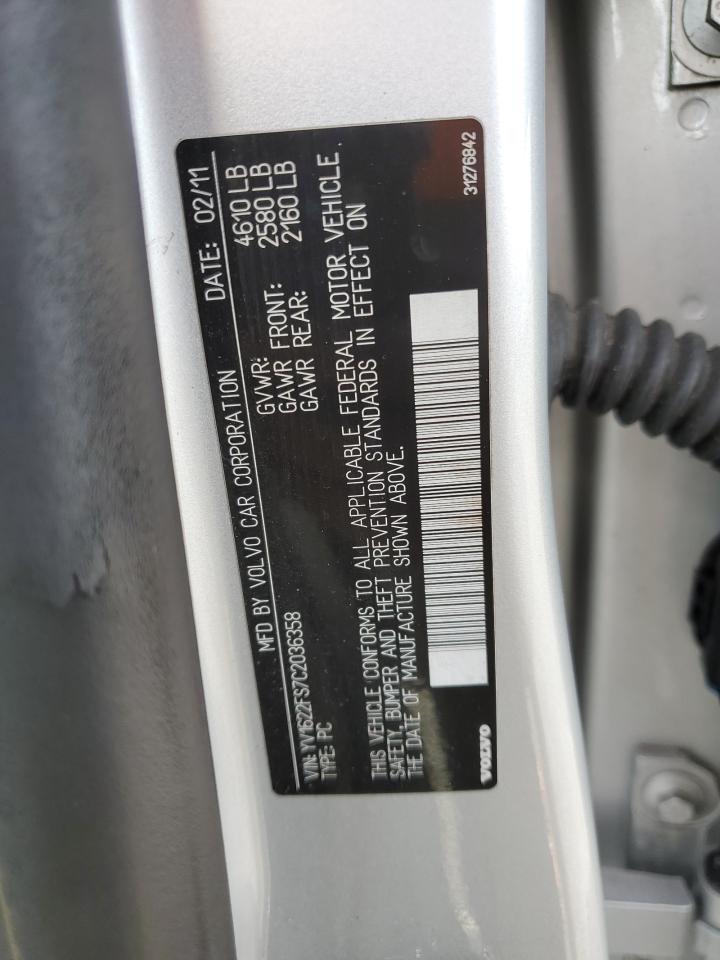 MFD BY VOLVO CAR CORPORATION DATE: 02/11
GVWR: 4610 LB
GAWR FRONT: 2580 LB
GAWR REAR: 2160 LB
VIN: YV1622FS7C2036358
TYPE: PC
THIS VEHICLE CONFORMS TO ALL APPLICABLE FEDERAL MOTOR VEHICLE
SAFETY, BUMPER AND THEFT PREVENTION STANDARDS IN EFFECT ON
THE DATE OF MANUFACTURE SHOWN ABOVE.
VOLVO
31276842